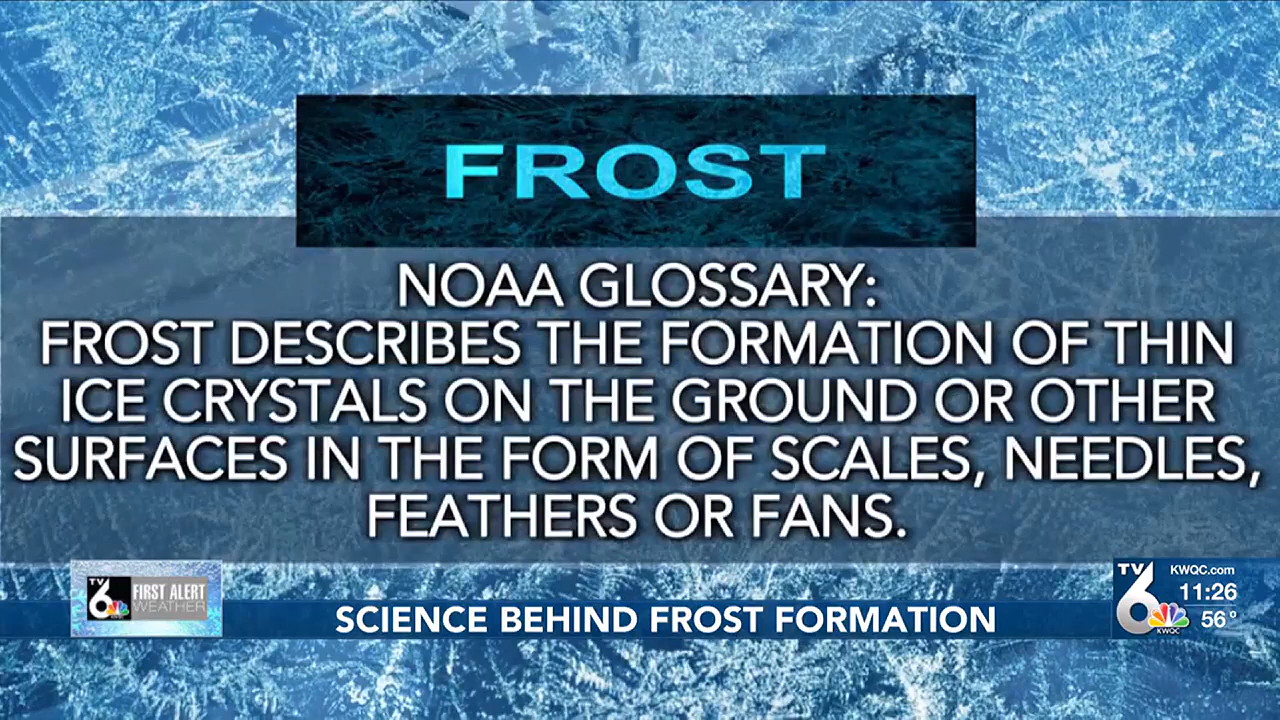 FROST
NOAA GLOSSARY:
FROST DESCRIBES THE FORMATION OF THIN
ICE CRYSTALS ON THE GROUND OR OTHER
SURFACES IN THE FORM OF SCALES, NEEDLES,
FEATHERS OR FANS.
TV
6
FIRST ALERT
WEATHER
SCIENCE BEHIND FROST FORMATION
TV
6
KWQC
KWQC.com
11:26
56°